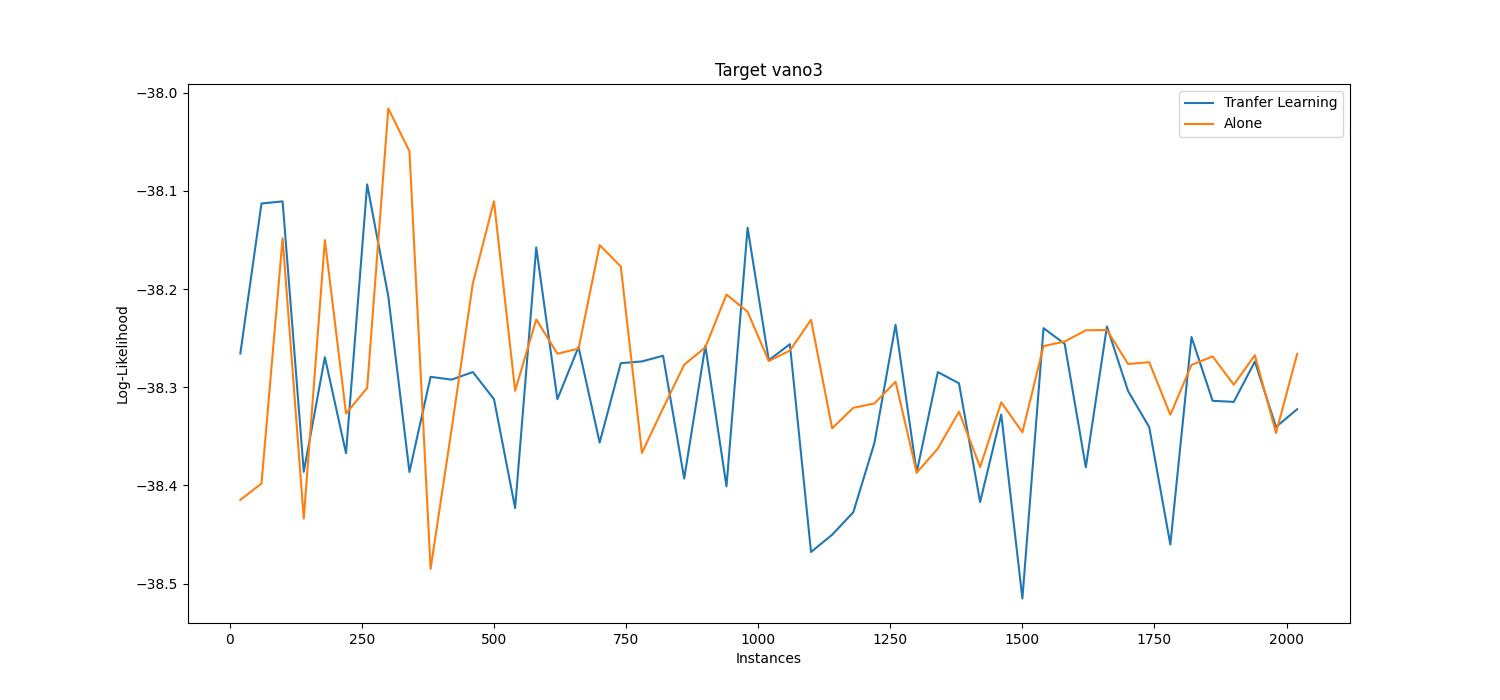 Target vano3
Tranfer Learning
Alone
Log-Likelihood
−38.0
−38.1
−38.2
−38.3
−38.4
−38.5
0 250 500 750 1000 1250 1500 1750 2000
Instances